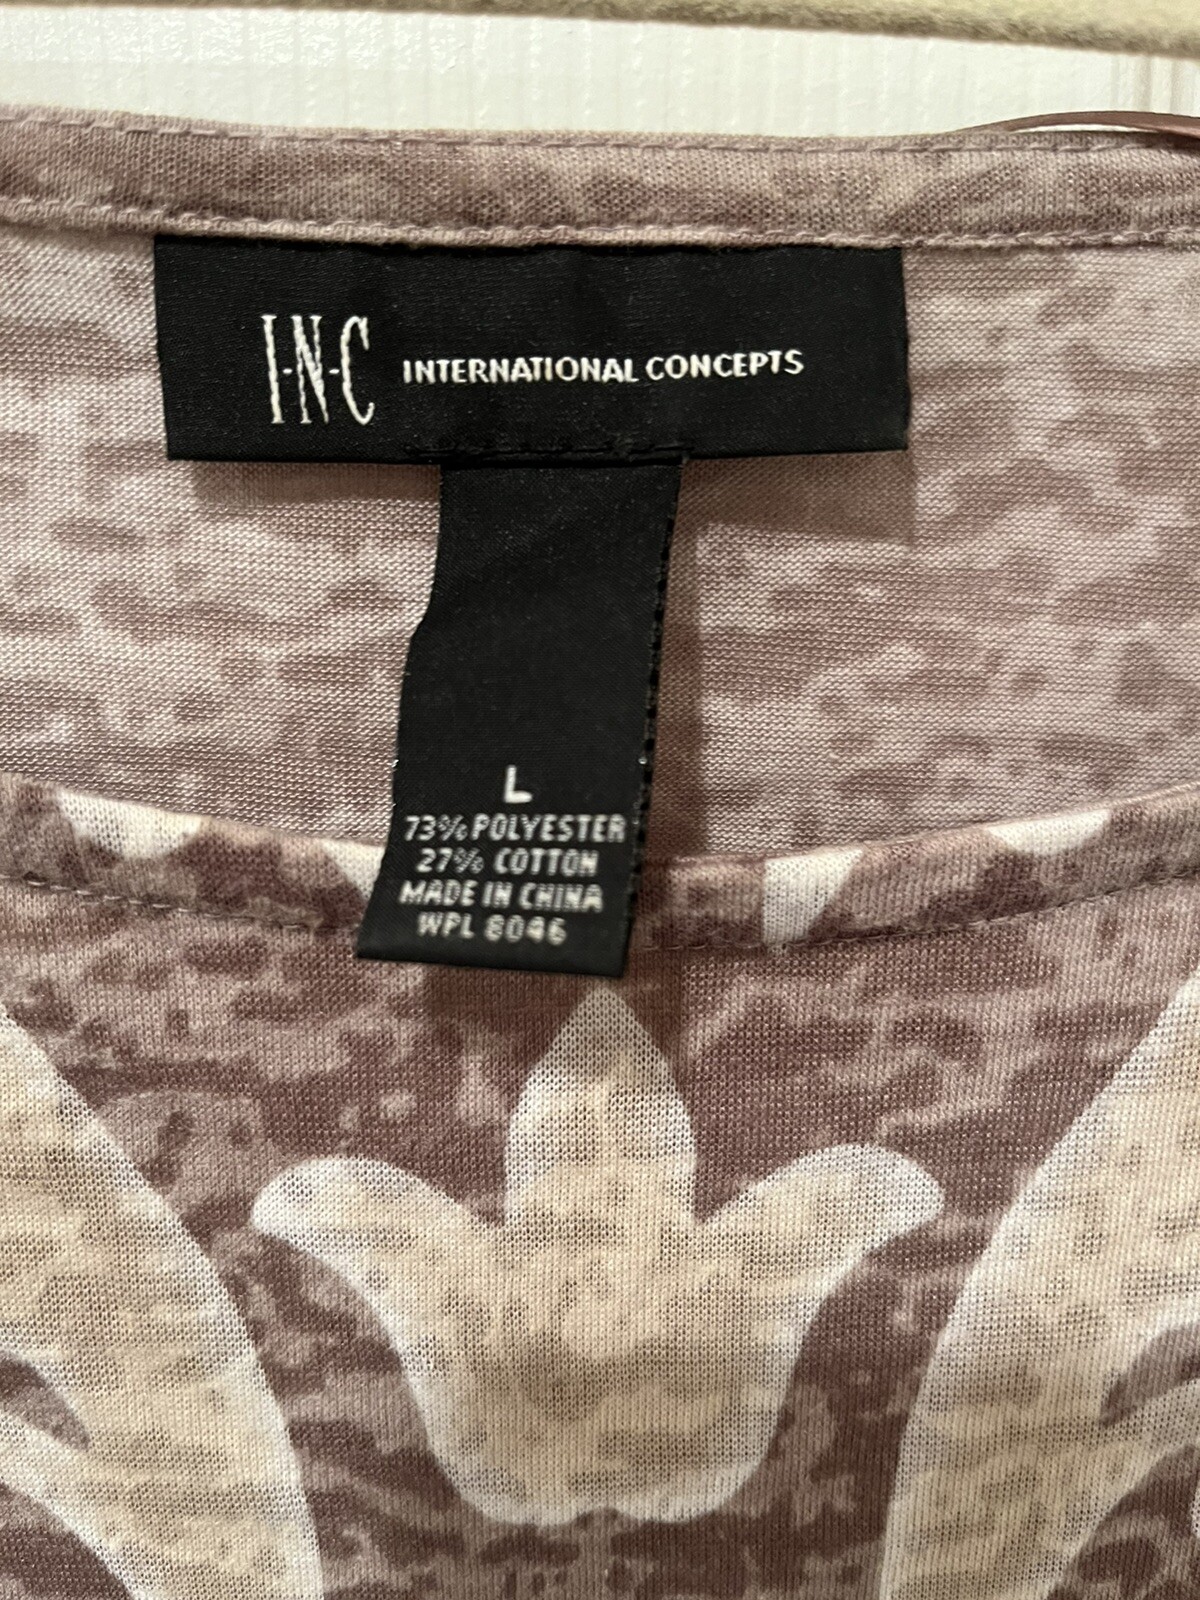 I·N·C INTERNATIONAL CONCEPTS
L
73% POLYESTER
27% COTTON
MADE IN CHINA
WPL 8046